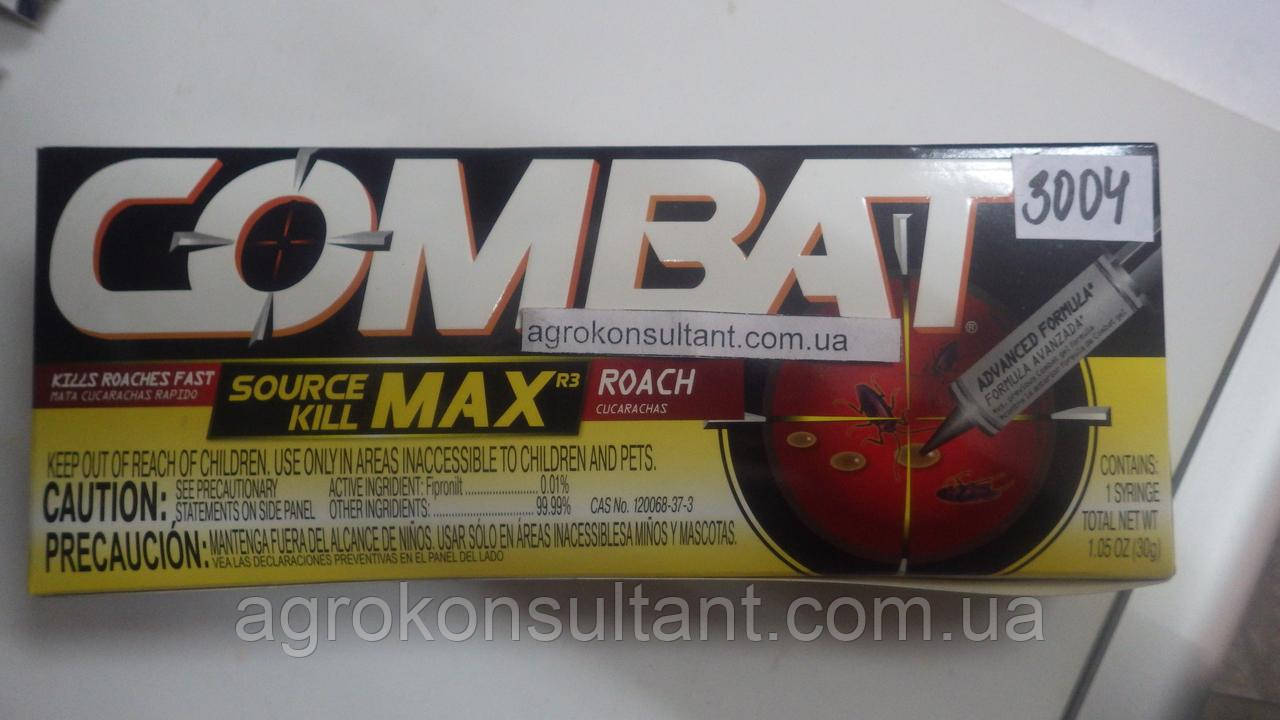 COMBAT®
3004
agrokonsultant.com.ua
ADVANCED FORMULA*
FORMULA AVANZADA*
KILLS ROACHES FAST
MATA CUCARACHAS RAPIDO
SOURCE
KILL MAX R3
ROACH
CUCARACHAS
KEEP OUT OF REACH OF CHILDREN. USE ONLY IN AREAS INACCESSIBLE TO CHILDREN AND PETS.
CAUTION: SEE PRECAUTIONARY
STATEMENTS ON SIDE PANEL
ACTIVE INGRIDIENT: Fipronilt ........................ 0.01%
OTHER INGRIDIENTS: .................................. 99.99% CAS No. 120068-37-3
PRECAUCIÓN: MANTENGA FUERA DEL ALCANCE DE NIÑOS. USAR SÓLO EN ÁREAS INACESSIBLESA MIÑOS Y MASCOTAS.
VEA LAS DECLARACIONES PREVENTIVAS EN EL PANEL DEL LADO
CONTAINS:
1 SYRINGE
TOTAL NET WT
1.05 OZ (30g)
agrokonsultant.com.ua